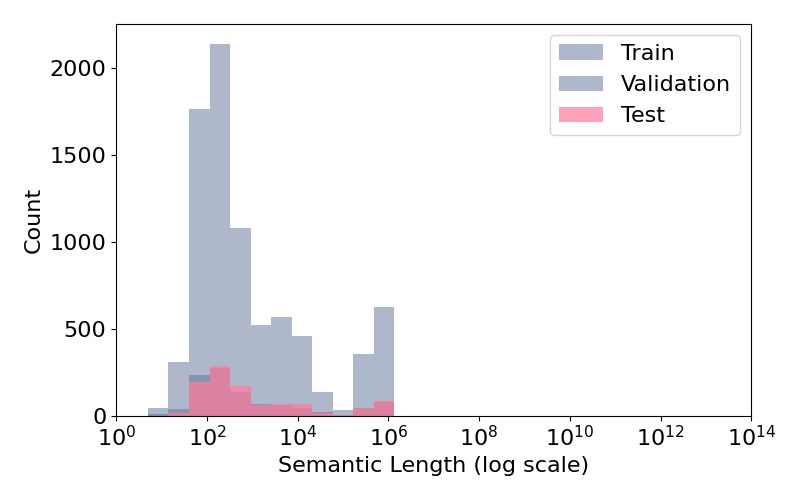 Train
Validation
Test
2000
1500
1000
500
0
Count
10^0 10^2 10^4 10^6 10^8 10^10 10^12 10^14
Semantic Length (log scale)